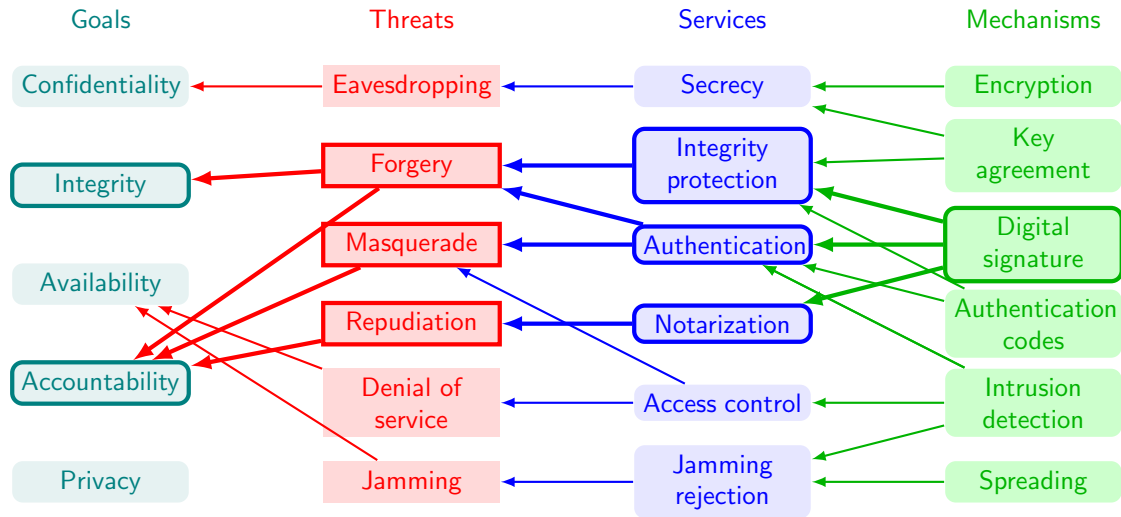 Goals
Threats
Services
Mechanisms
Confidentiality
Integrity
Availability
Accountability
Privacy
Eavesdropping
Forgery
Masquerade
Repudiation
Denial of
service
Jamming
Secrecy
Integrity
protection
Authentication
Notarization
Access control
Jamming
rejection
Encryption
Key
agreement
Digital
signature
Authentication
codes
Intrusion
detection
Spreading